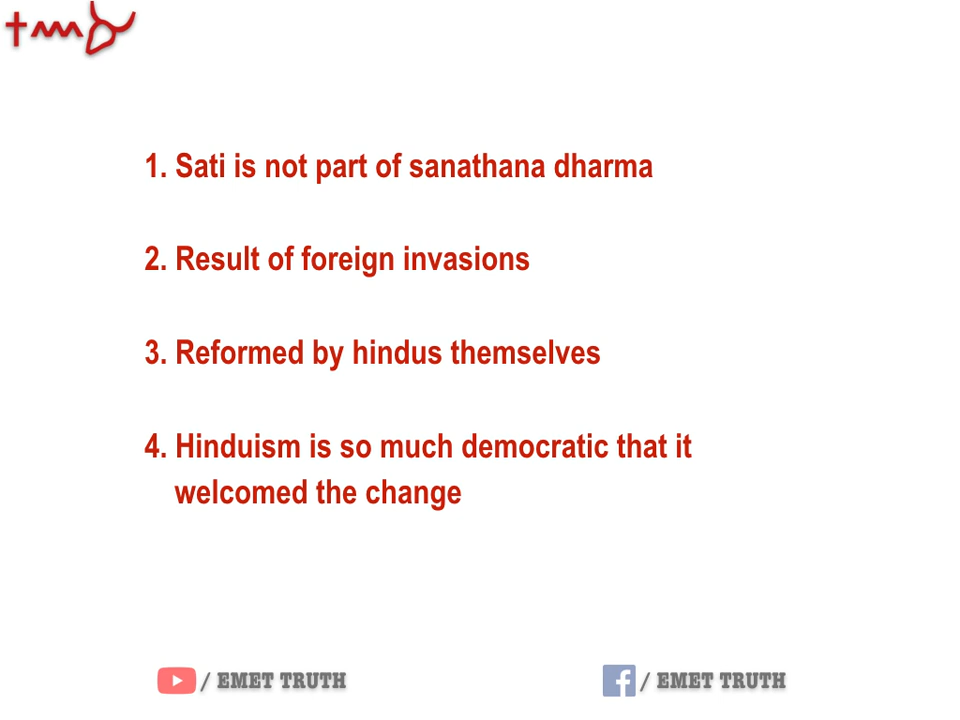 1. Sati is not part of sanathana dharma
2. Result of foreign invasions
3. Reformed by hindus themselves
4. Hinduism is so much democratic that it
welcomed the change
/ EMET TRUTH
/ EMET TRUTH